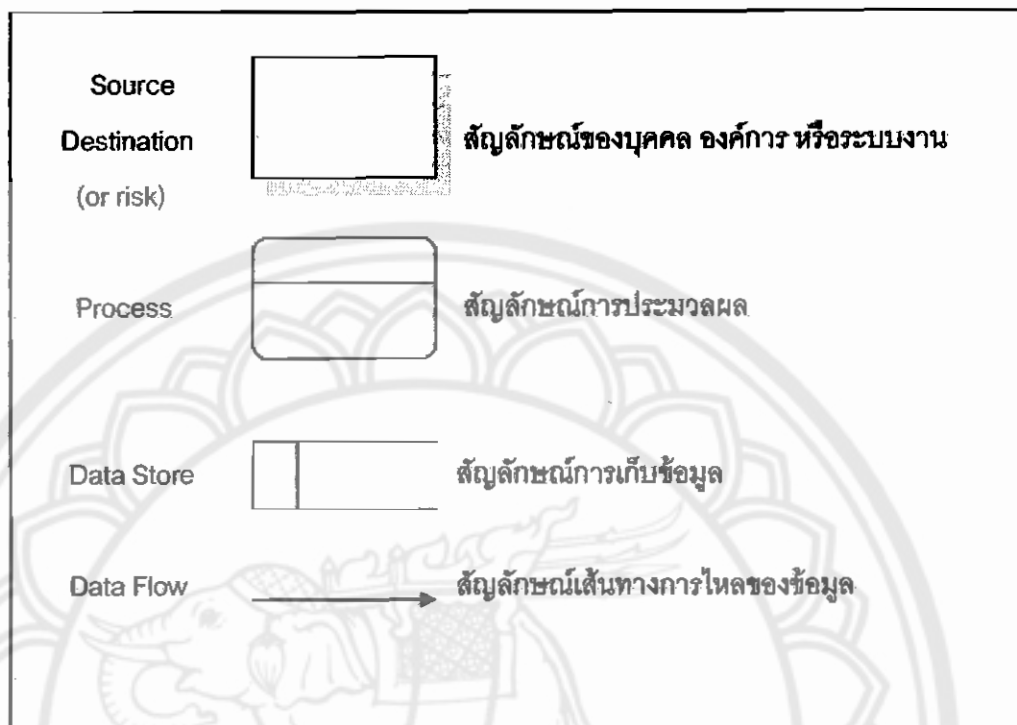 Source
Destination
(or risk)
สัญลักษณ์ของบุคคล องค์การ หรือระบบงาน
Process
สัญลักษณ์การประมวลผล
Data Store
สัญลักษณ์การเก็บข้อมูล
Data Flow
สัญลักษณ์เส้นทางการไหลของข้อมูล